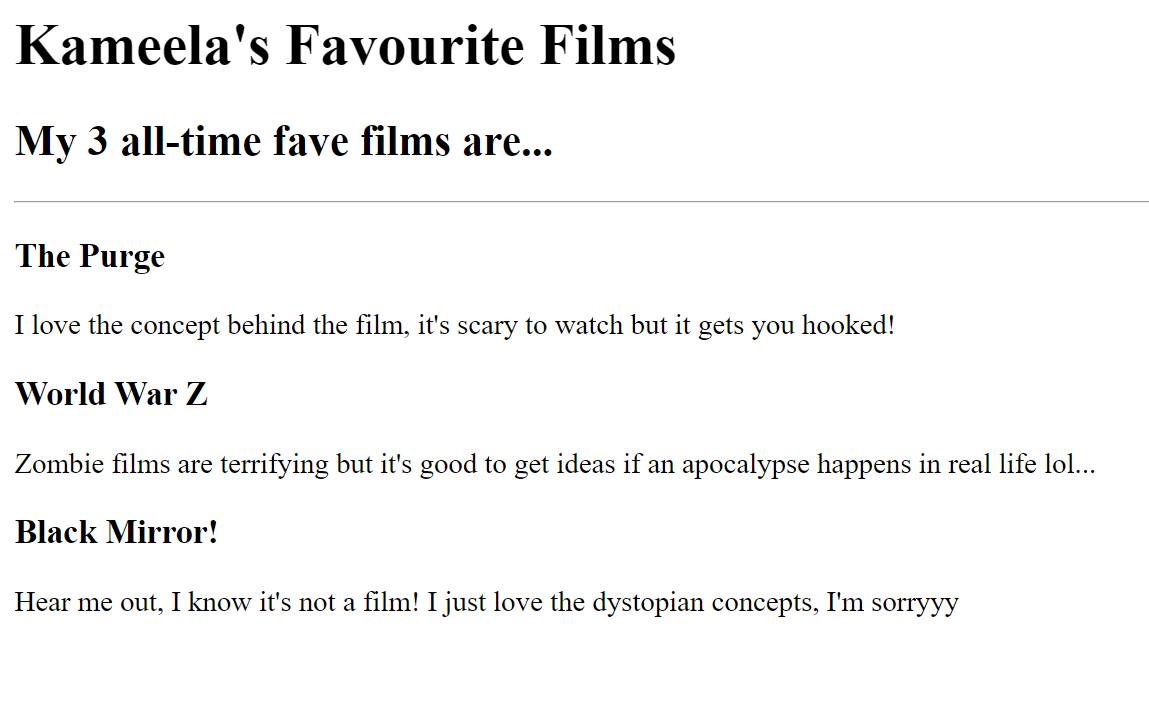 Kameela's Favourite Films
My 3 all-time fave films are...
The Purge
I love the concept behind the film, it's scary to watch but it gets you hooked!
World War Z
Zombie films are terrifying but it's good to get ideas if an apocalypse happens in real life lol...
Black Mirror!
Hear me out, I know it's not a film! I just love the dystopian concepts, I'm sorryyy